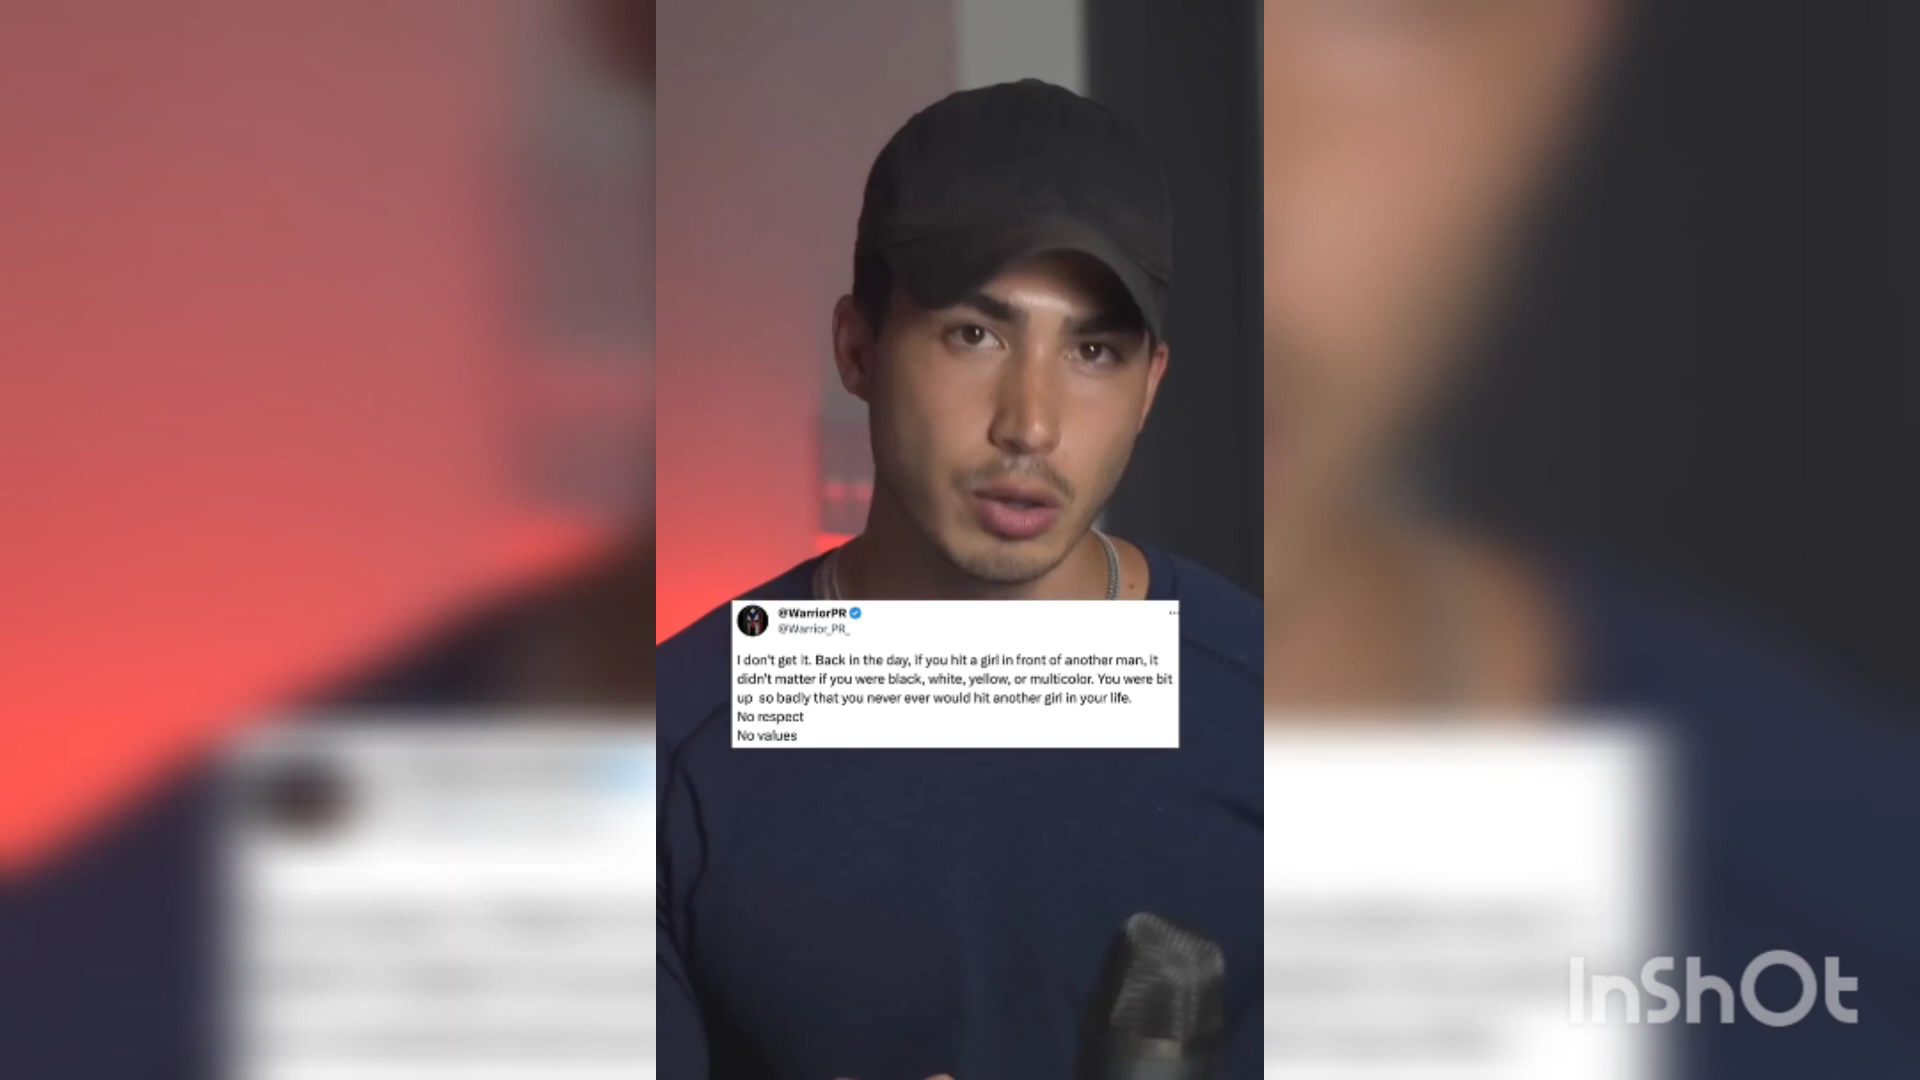 @WarriorPR
@Warrior_PR_
I don't get it. Back in the day, if you hit a girl in front of another man, it
didn't matter if you were black, white, yellow, or multicolor. You were bit
up so badly that you never ever would hit another girl in your life.
No respect
No values
InShOt